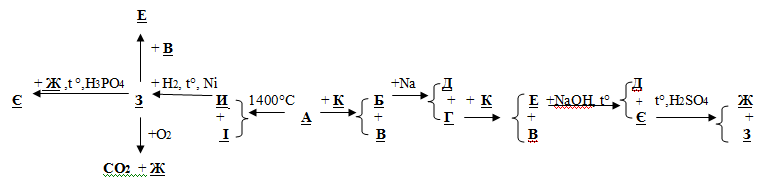 Е
+ В
+ Ж ,t °,H3PO4 + H2, t°, Ni +Na Д Д
Є З И 1400°C + К Б + + К Е +NaOH, t° + t°,H2SO4 Ж
+ А + Г + Є +
І +O2 В В З
CO2 + Ж